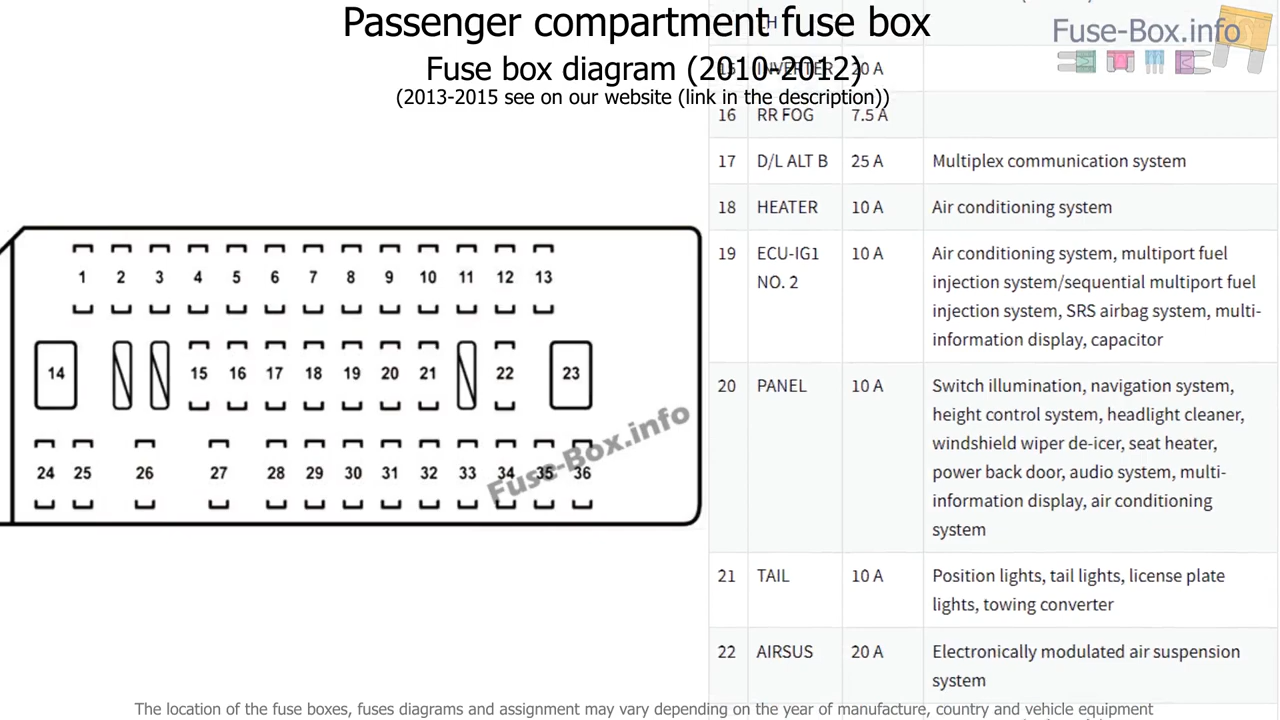 Passenger compartment fuse box
Fuse box diagram (2010-2012)
(2013-2015 see on our website (link in the description))
Fuse-Box.info
LH
15 INVERTER 20 A
16 RR FOG 7.5 A
17 D/L ALT B 25 A Multiplex communication system
18 HEATER 10 A Air conditioning system
19 ECU-IG1 10 A Air conditioning system, multiport fuel
NO. 2 injection system/sequential multiport fuel
injection system, SRS airbag system, multi-
information display, capacitor
20 PANEL 10 A Switch illumination, navigation system,
height control system, headlight cleaner,
windshield wiper de-icer, seat heater,
power back door, audio system, multi-
information display, air conditioning
system
21 TAIL 10 A Position lights, tail lights, license plate
lights, towing converter
22 AIRSUS 20 A Electronically modulated air suspension
system
1 2 3 4 5 6 7 8 9 10 11 12 13
14 15 16 17 18 19 20 21 22 23
24 25 26 27 28 29 30 31 32 33 34 35 36
Fuse-Box.info
The location of the fuse boxes, fuses diagrams and assignment may vary depending on the year of manufacture, country and vehicle equipment